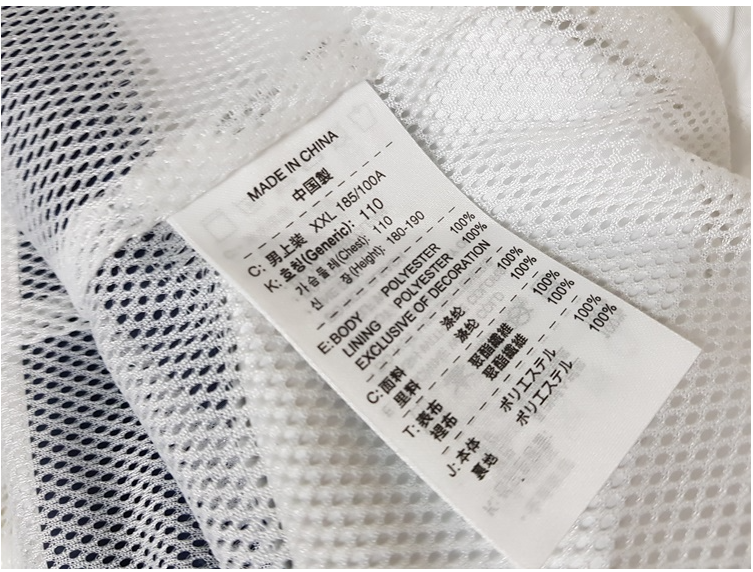 MADE IN CHINA
中国製
C: 男上装 XXL 185/100A
K: 호칭(Generic): 110
가슴둘레(Chest): 110
신 장(Height): 180-190
E: BODY POLYESTER 100%
LINING POLYESTER 100%
EXCLUSIVE OF DECORATION
C: 面料 涤纶 100%
里料 涤纶 100%
T: 表布 聚酯纖維 100%
裡布 聚酯纖維 100%
J: 本体 ポリエステル 100%
裏地 ポリエステル 100%